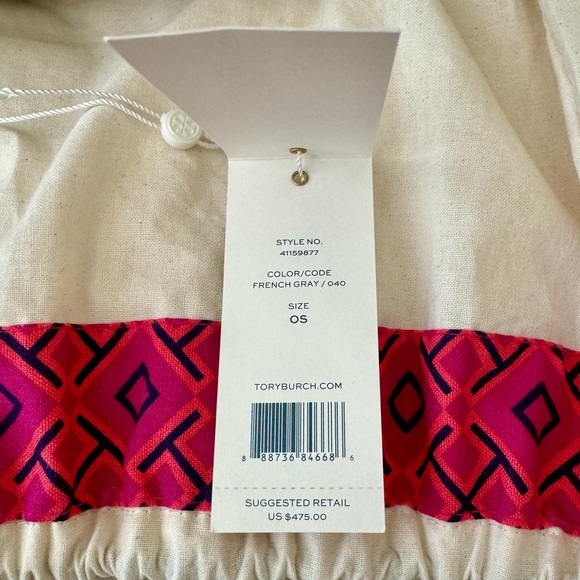 STYLE NO.
41159877
COLOR/CODE
FRENCH GRAY / 040
SIZE
OS
TORYBURCH.COM
8 88736 84668 6
SUGGESTED RETAIL
US $475.00